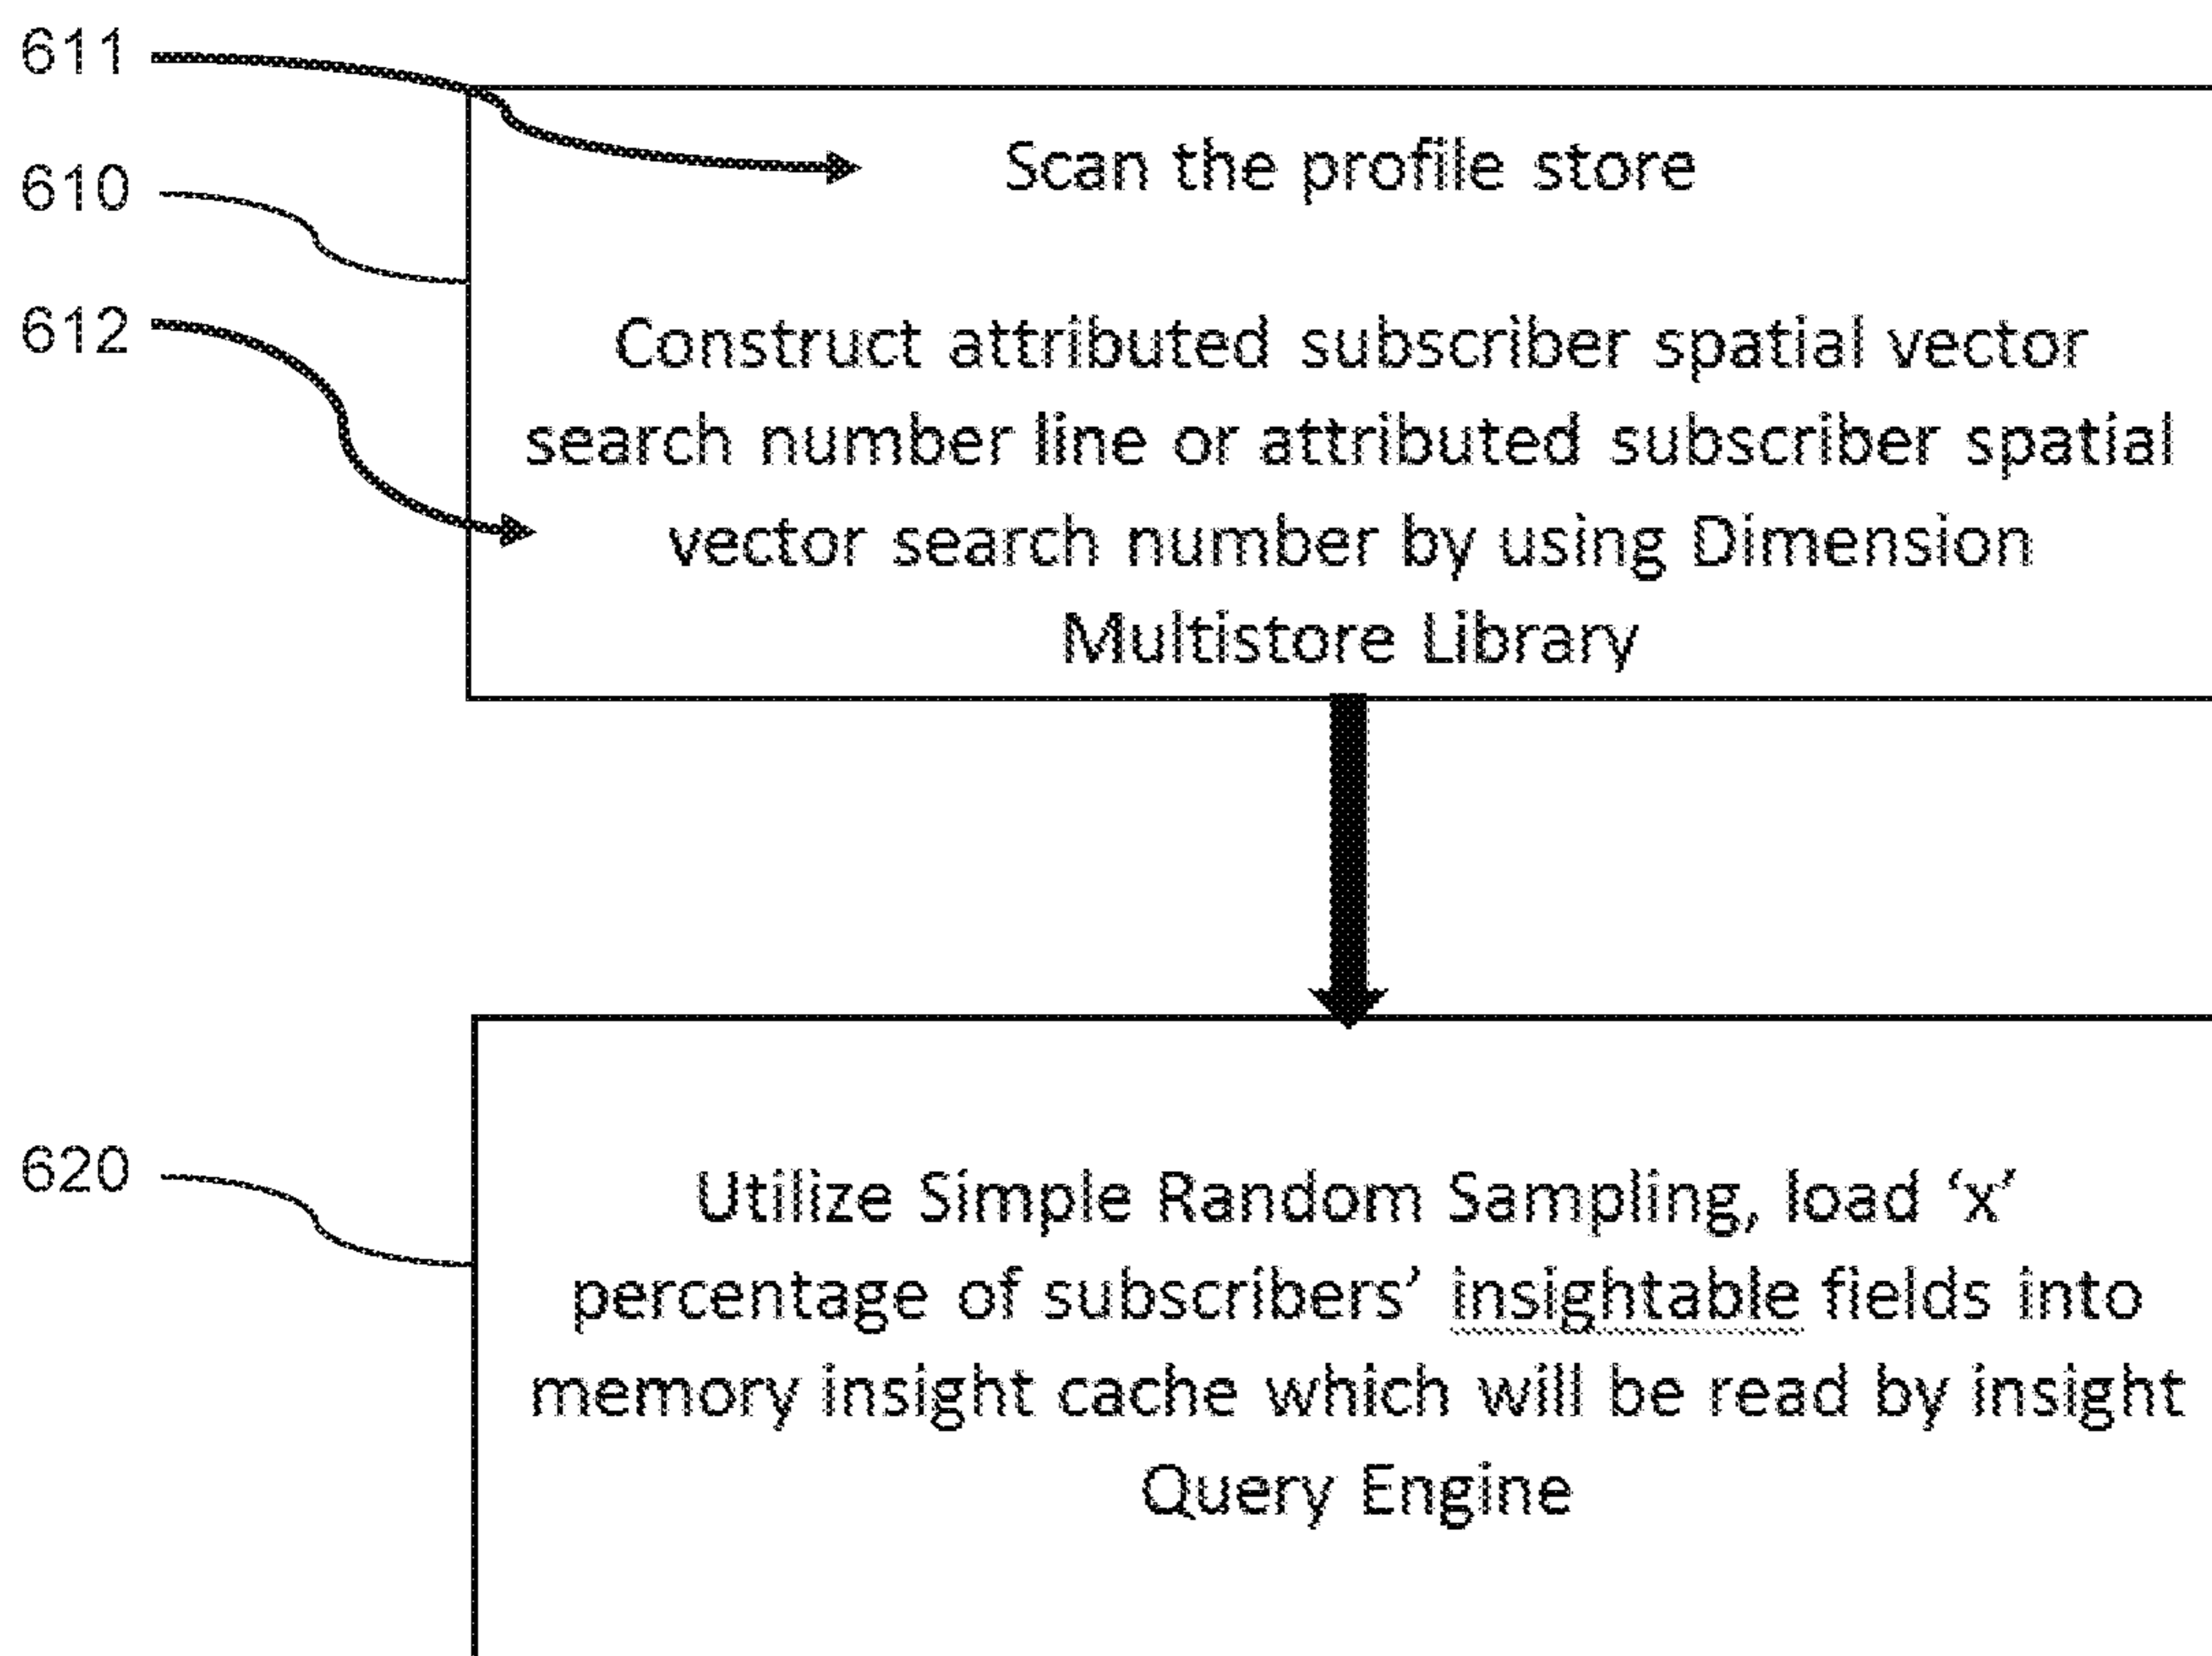 611
Scan the profile store
610
612
Construct attributed subscriber spatial vector
search number line or attributed subscriber spatial
vector search number by using Dimension
Multistore Library
620
Utilize Simple Random Sampling, load ‘x’
percentage of subscribers’ insightable fields into
memory insight cache which will be read by insight
Query Engine